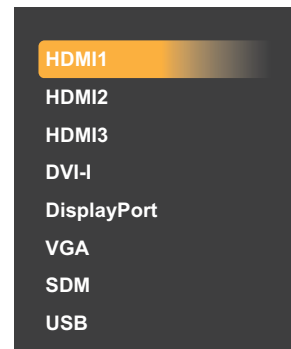 HDMI1
HDMI2
HDMI3
DVI-I
DisplayPort
VGA
SDM
USB